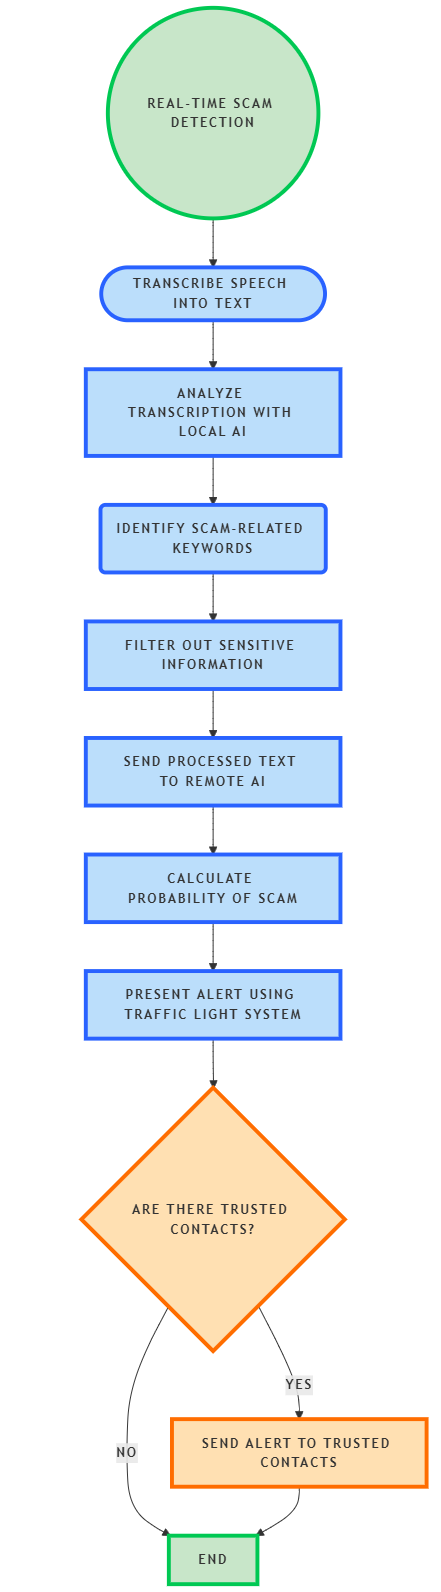 REAL-TIME SCAM
DETECTION
TRANSCRIBE SPEECH
INTO TEXT
ANALYZE
TRANSCRIPTION WITH
LOCAL AI
IDENTIFY SCAM-RELATED
KEYWORDS
FILTER OUT SENSITIVE
INFORMATION
SEND PROCESSED TEXT
TO REMOTE AI
CALCULATE
PROBABILITY OF SCAM
PRESENT ALERT USING
TRAFFIC LIGHT SYSTEM
ARE THERE TRUSTED
CONTACTS?
YES
SEND ALERT TO TRUSTED
CONTACTS
NO
END